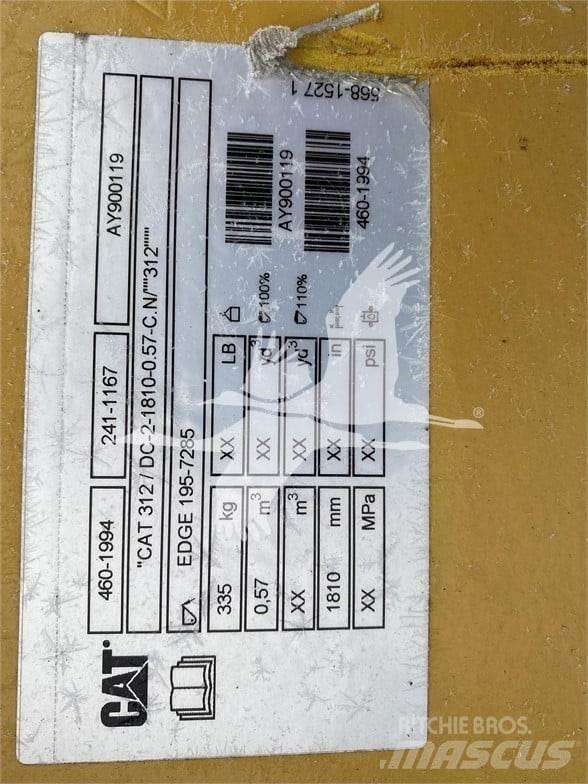 CAT
460-1994 241-1167 AY900119
"CAT 312 / DC-2-1810-0.57-C.N/""312"""
EDGE 195-7285
335 kg XX LB
0,57 m³ XX yd³ 100%
XX m³ XX yd³ 110%
1810 mm XX in
XX MPa XX psi
AY900119
460-1994
568-1527 1
®
RITCHIE BROS.
MASCUS